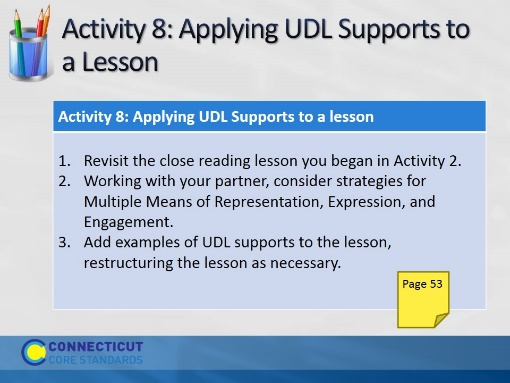 Activity 8: Applying UDL Supports to
a Lesson
Activity 8: Applying UDL Supports to a lesson
1. Revisit the close reading lesson you began in Activity 2.
2. Working with your partner, consider strategies for
Multiple Means of Representation, Expression, and
Engagement.
3. Add examples of UDL supports to the lesson,
restructuring the lesson as necessary.
Page 53
CONNECTICUT
CORE STANDARDS